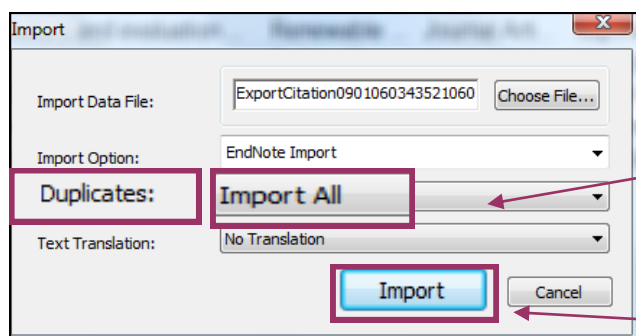 Import
Import Data File:
ExportCitation0901060343521060
Choose File...
Import Option:
EndNote Import
Duplicates:
Import All
Text Translation:
No Translation
Import
Cancel